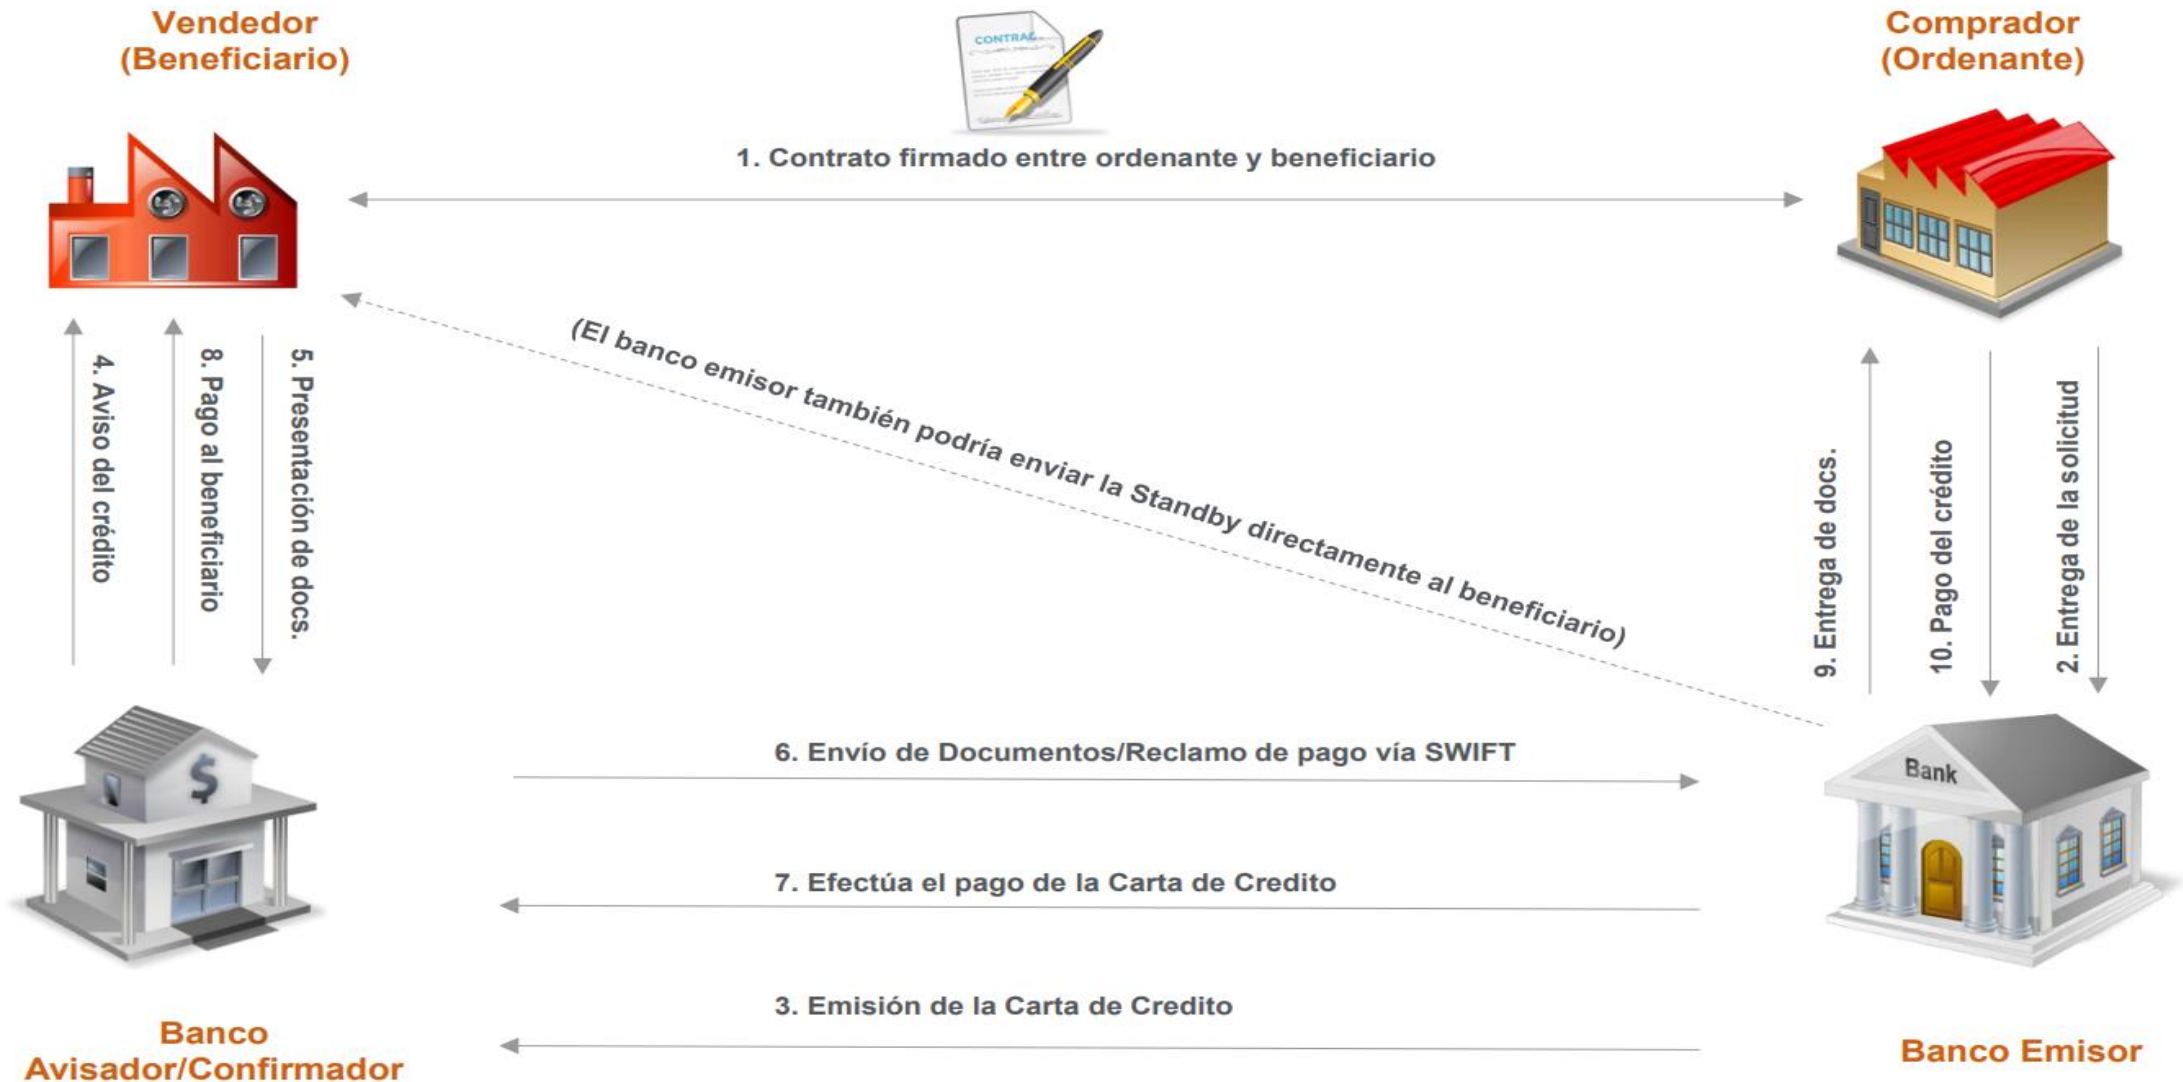 Vendedor
(Beneficiario)
Comprador
(Ordenante)
CONTRAC
1. Contrato firmado entre ordenante y beneficiario
(El banco emisor también podría enviar la Standby directamente al beneficiario)
4. Aviso del crédito
8. Pago al beneficiario
5. Presentación de docs.
9. Entrega de docs.
10. Pago del crédito
2. Entrega de la solicitud
6. Envío de Documentos/Reclamo de pago vía SWIFT
$
Bank
7. Efectúa el pago de la Carta de Credito
3. Emisión de la Carta de Credito
Banco
Avisador/Confirmador
Banco Emisor